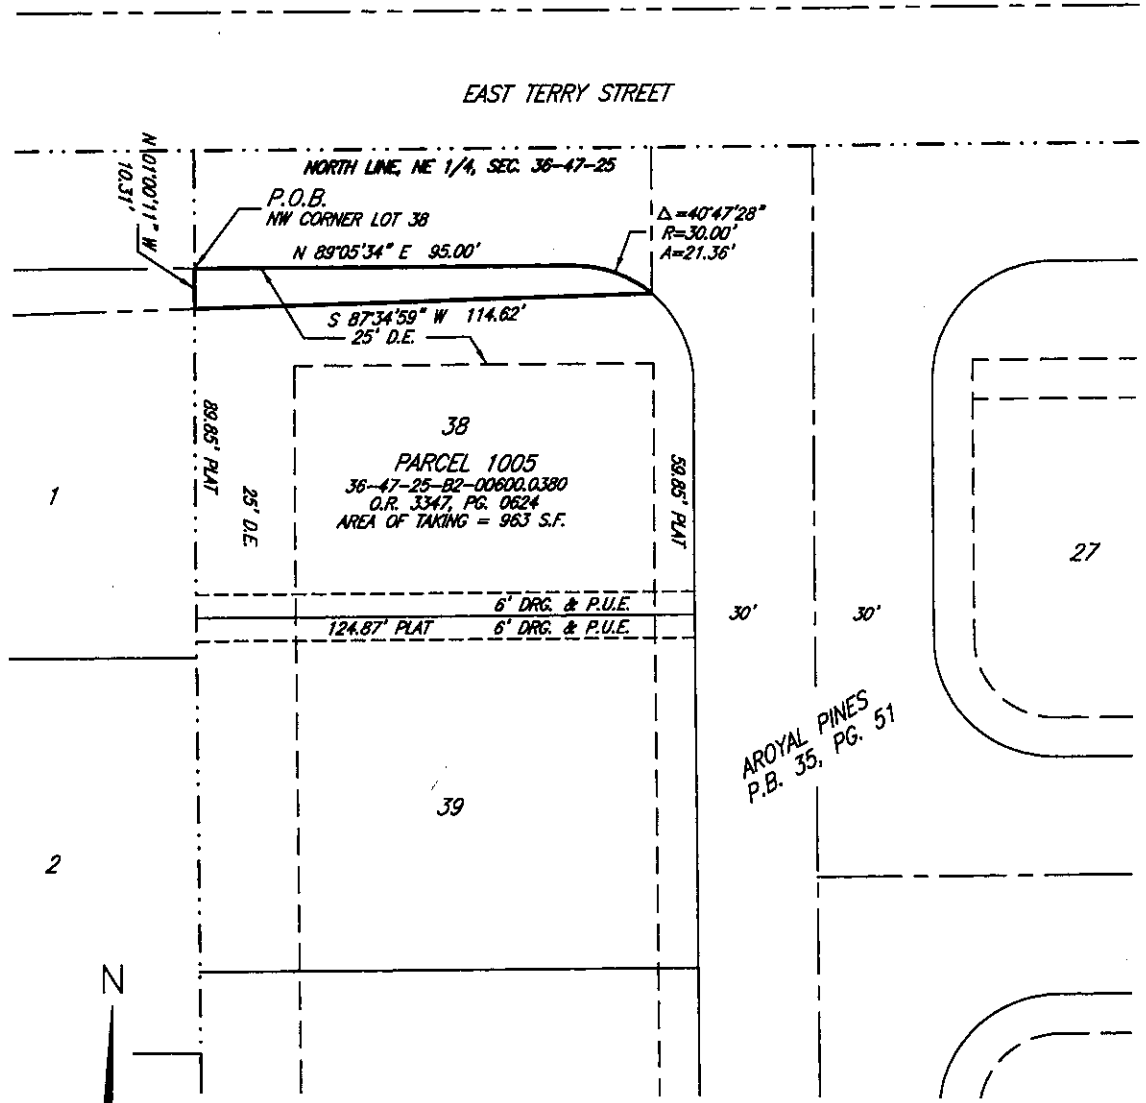 EAST TERRY STREET
NORTH LINE, NE 1/4, SEC. 36-47-25
N 01°00'11" W
10.31'
P.O.B.
NW CORNER LOT 38
N 89°05'34" E 95.00'
Δ=40°47'28"
R=30.00'
A=21.36'
S 87°34'59" W 114.62'
25' D.E.
38
PARCEL 1005
36-47-25-B2-00600.0380
O.R. 3347, PG. 0624
AREA OF TAKING = 963 S.F.
89.85' PLAT
25' D.E.
59.85' PLAT
1
27
6' DRG. & P.U.E.
124.87' PLAT
6' DRG. & P.U.E.
30'
30'
AROYAL PINES
P.B. 35, PG. 51
39
2
N